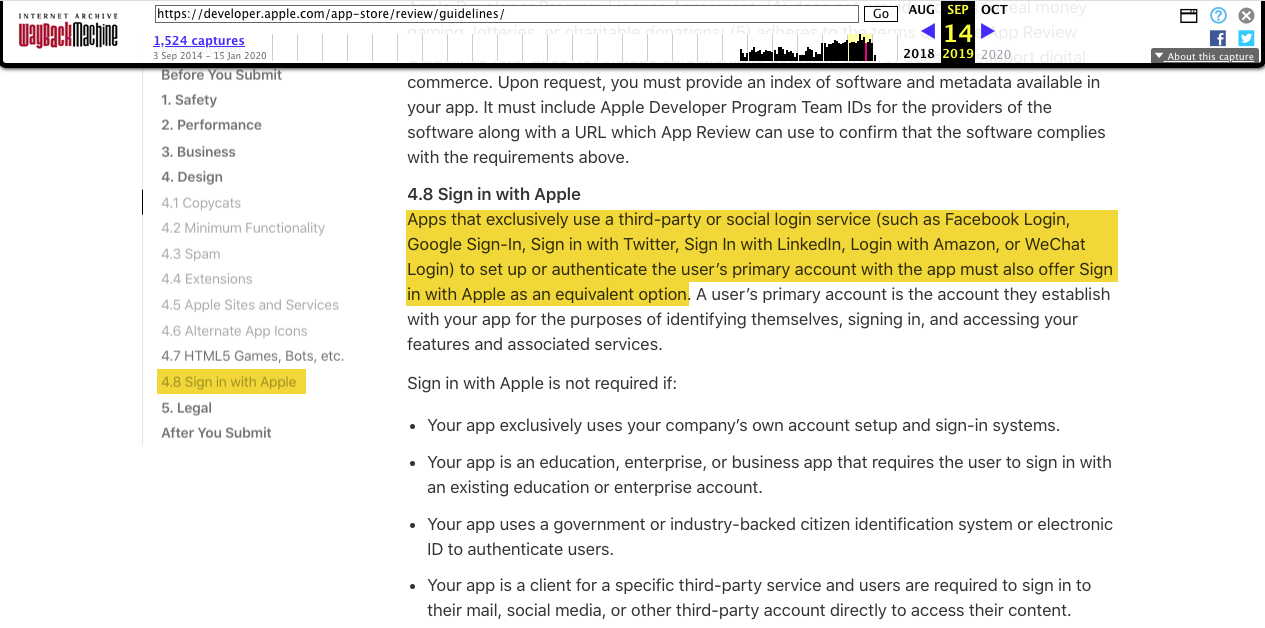 INTERNET ARCHIVE
WayBackMachine
https://developer.apple.com/app-store/review/guidelines/
Go
1,524 captures
3 Sep 2014 – 15 Jan 2020
AUG SEP OCT
14
2018 2019 2020
About this capture
Before You Submit
1. Safety
2. Performance
3. Business
4. Design
4.1 Copycats
4.2 Minimum Functionality
4.3 Spam
4.4 Extensions
4.5 Apple Sites and Services
4.6 Alternate App Icons
4.7 HTML5 Games, Bots, etc.
4.8 Sign in with Apple
5. Legal
After You Submit
commerce. Upon request, you must provide an index of software and metadata available in
your app. It must include Apple Developer Program Team IDs for the providers of the
software along with a URL which App Review can use to confirm that the software complies
with the requirements above.
4.8 Sign in with Apple
Apps that exclusively use a third-party or social login service (such as Facebook Login,
Google Sign-In, Sign in with Twitter, Sign In with LinkedIn, Login with Amazon, or WeChat
Login) to set up or authenticate the user’s primary account with the app must also offer Sign
in with Apple as an equivalent option. A user’s primary account is the account they establish
with your app for the purposes of identifying themselves, signing in, and accessing your
features and associated services.
Sign in with Apple is not required if:
• Your app exclusively uses your company’s own account setup and sign-in systems.
• Your app is an education, enterprise, or business app that requires the user to sign in with
an existing education or enterprise account.
• Your app uses a government or industry-backed citizen identification system or electronic
ID to authenticate users.
• Your app is a client for a specific third-party service and users are required to sign in to
their mail, social media, or other third-party account directly to access their content.